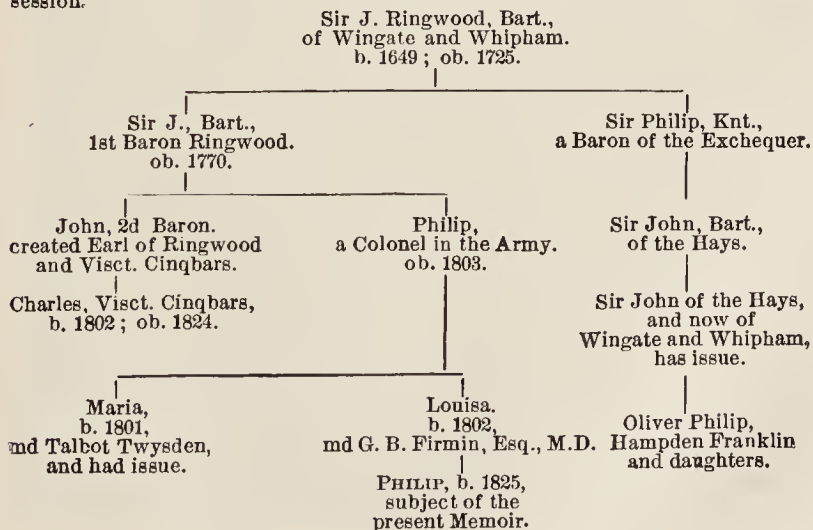 session.
Sir J. Ringwood, Bart.,
of Wingate and Whipham.
b. 1649 ; ob. 1725.
Sir J., Bart.,
1st Baron Ringwood.
ob. 1770.
Sir Philip, Knt.,
a Baron of the Exchequer.
John, 2d Baron.
created Earl of Ringwood
and Visct. Cinqbars.
Philip,
a Colonel in the Army.
ob. 1803.
Sir John, Bart.,
of the Hays.
Charles, Visct. Cinqbars,
b. 1802 ; ob. 1824.
Sir John of the Hays,
and now of
Wingate and Whipham,
has issue.
Maria,
b. 1801,
md Talbot Twysden,
and had issue.
Louisa.
b. 1802,
md G. B. Firmin, Esq., M.D.
Oliver Philip,
Hampden Franklin
and daughters.
PHILIP, b. 1825,
subject of the
present Memoir.